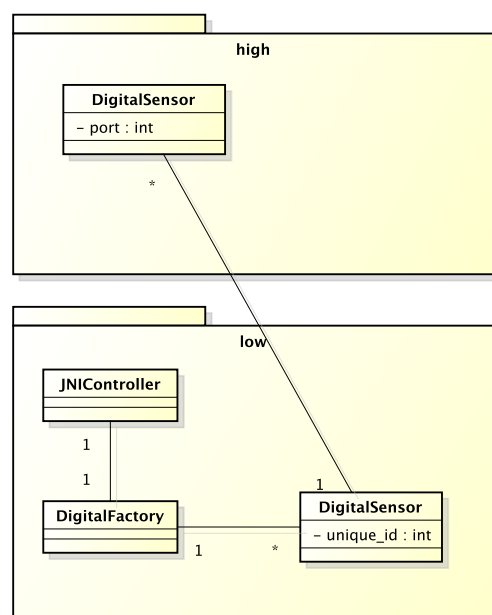 high
DigitalSensor
– port : int
*
low
JNIController
1
1
1
DigitalFactory
DigitalSensor
– unique_id : int
1
*